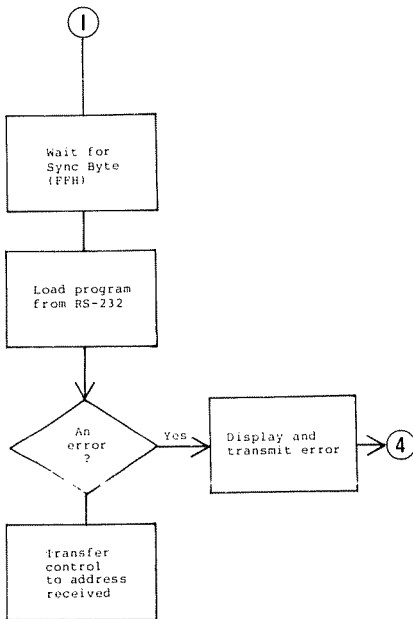 1
Wait for
Sync Byte
(FFH)
Load program
from RS-232
An
error
?
Yes
Display and
transmit error
4
Transfer
control
to address
received